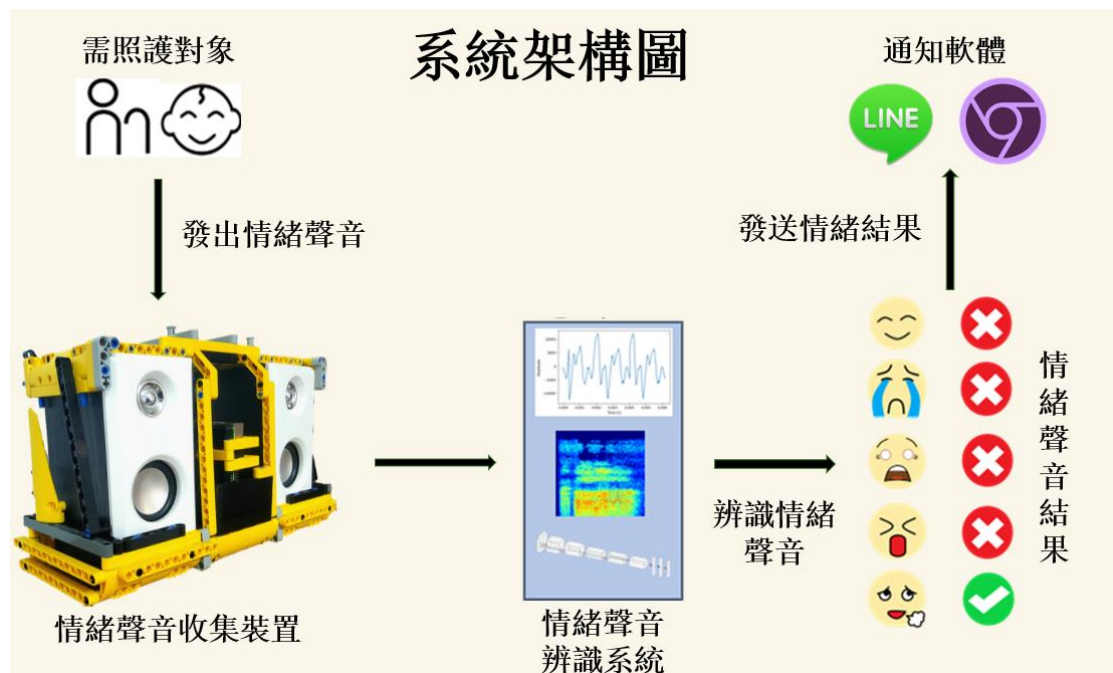 系統架構圖
需照護對象
通知軟體
LINE
發出情緒聲音
發送情緒結果
情緒聲音結果
辨識情緒
聲音
情緒聲音收集裝置
情緒聲音
辨識系統